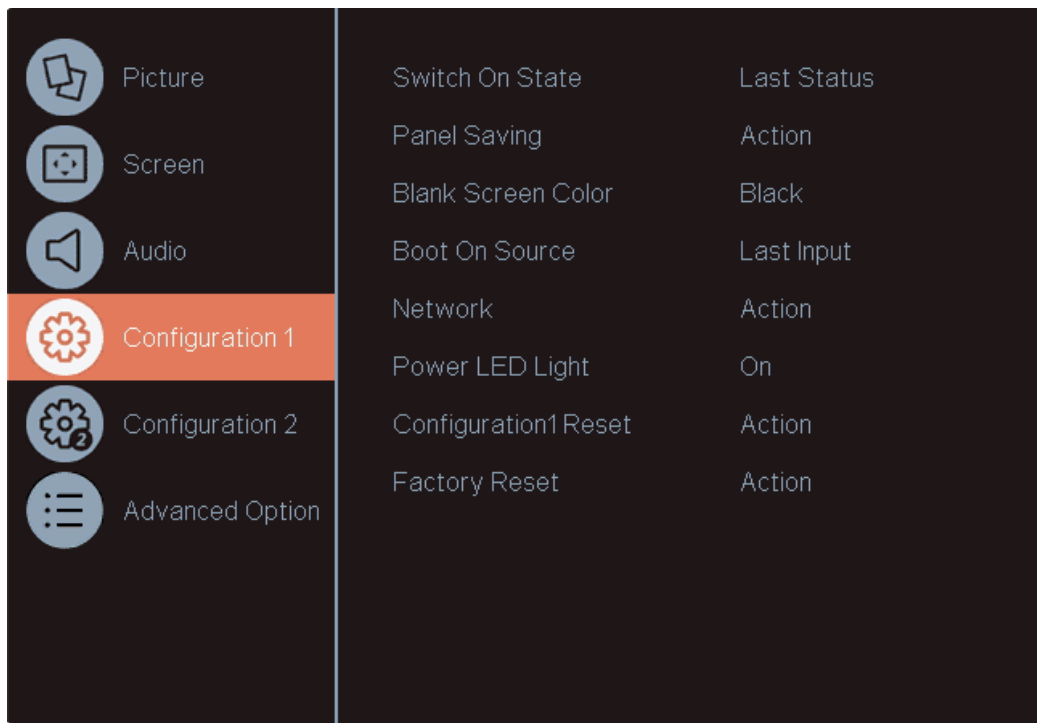 Picture
Screen
Audio
Configuration 1
Configuration 2
2
Advanced Option
Switch On State Last Status
Panel Saving Action
Blank Screen Color Black
Boot On Source Last Input
Network Action
Power LED Light On
Configuration1 Reset Action
Factory Reset Action